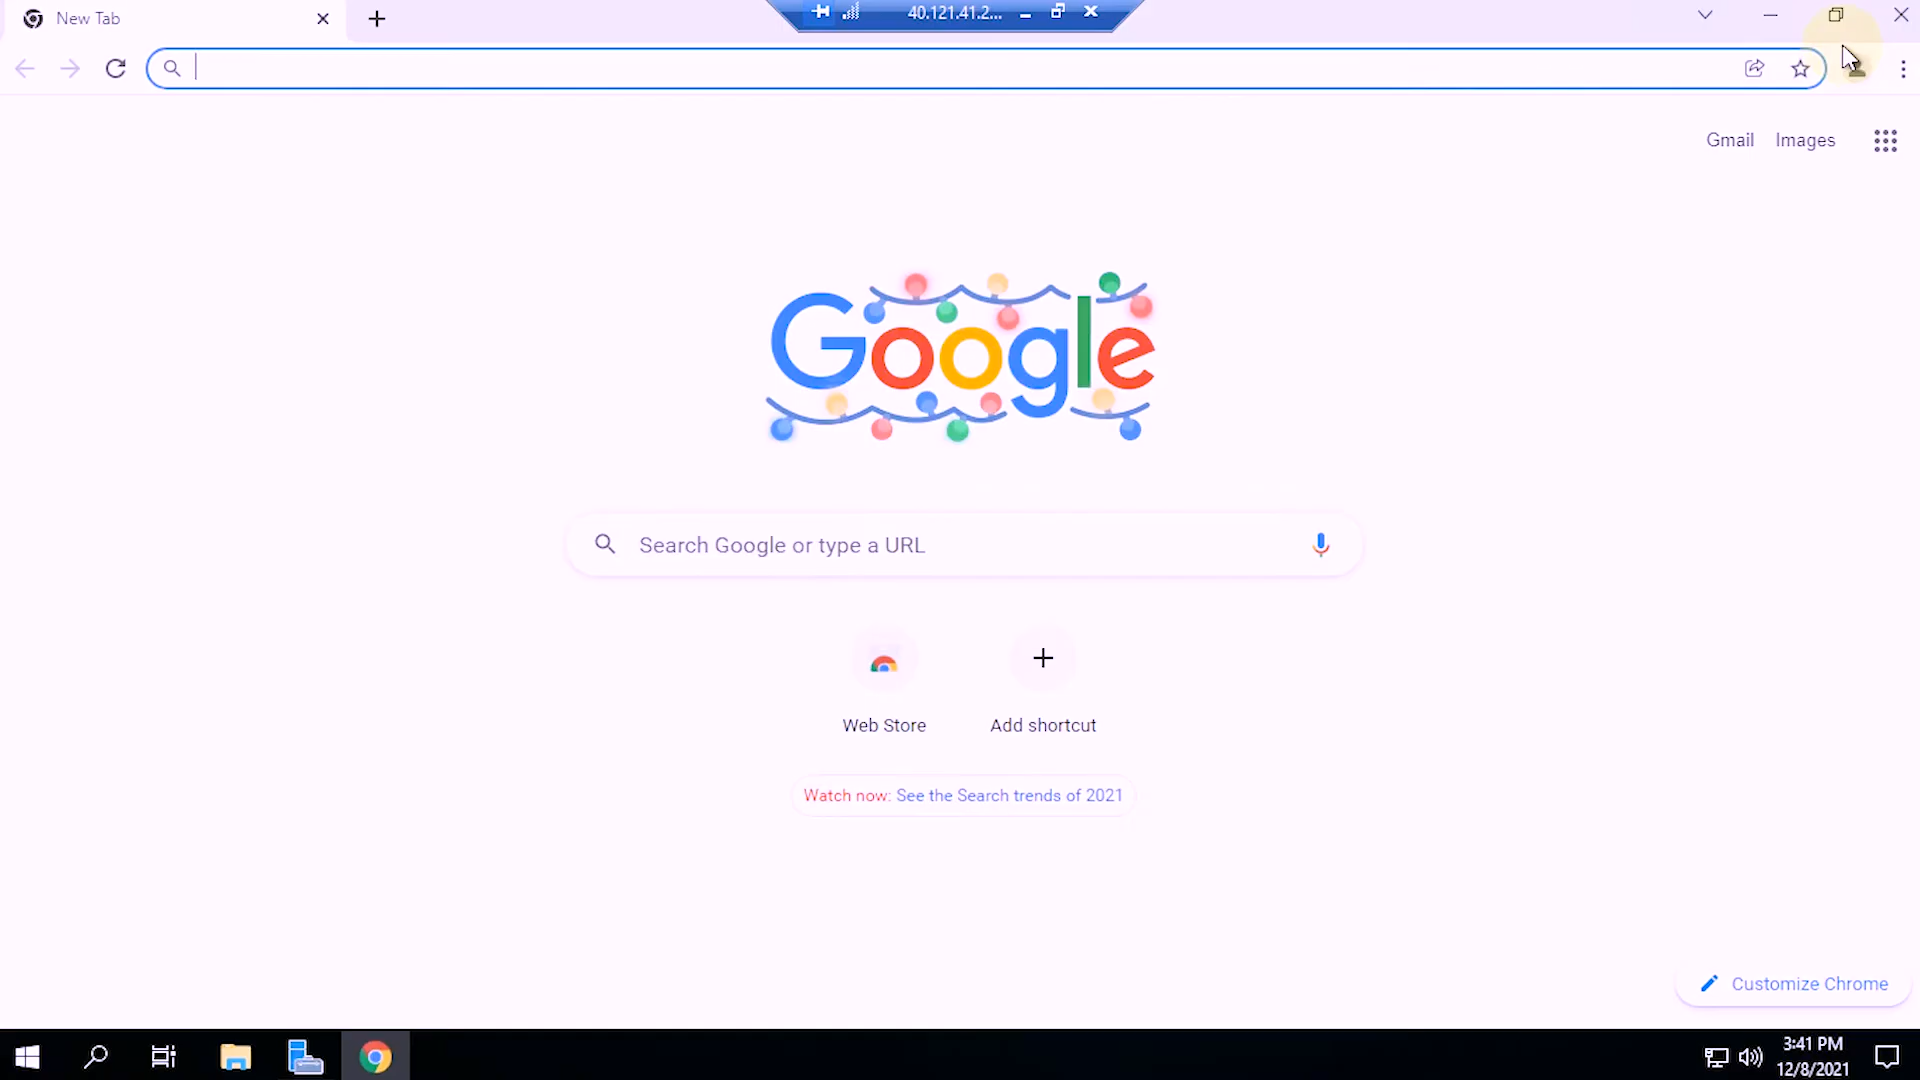 New Tab
40.121.41.2...
Gmail Images
Google
Search Google or type a URL
Web Store
Add shortcut
Watch now: See the Search trends of 2021
Customize Chrome
3:41 PM
12/8/2021